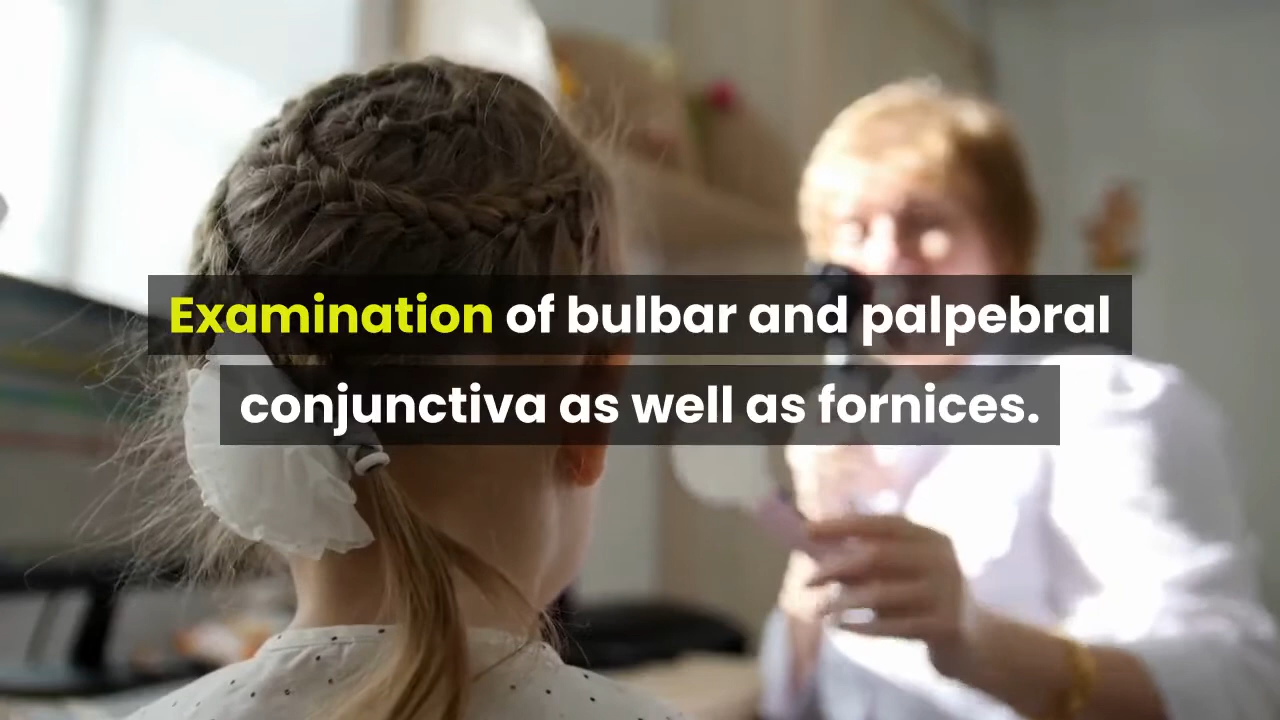 Examination of bulbar and palpebral
conjunctiva as well as fornices.